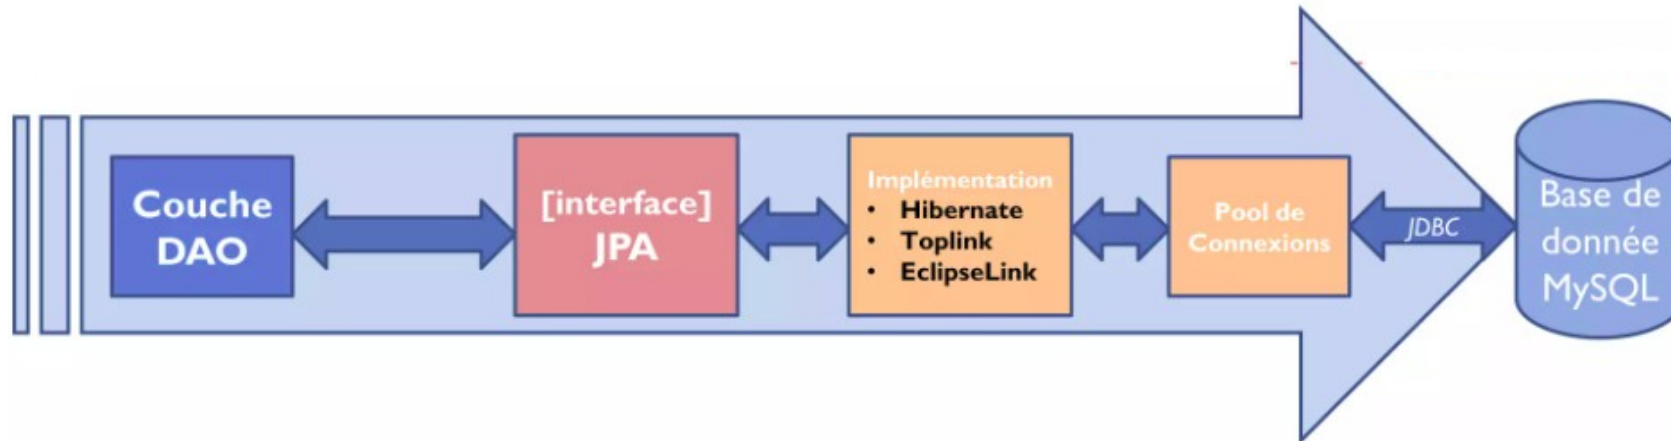 Couche
DAO
[interface]
JPA
Implémentation
• Hibernate
• Toplink
• EclipseLink
Pool de
Connexions
JDBC
Base de
donnée
MySQL